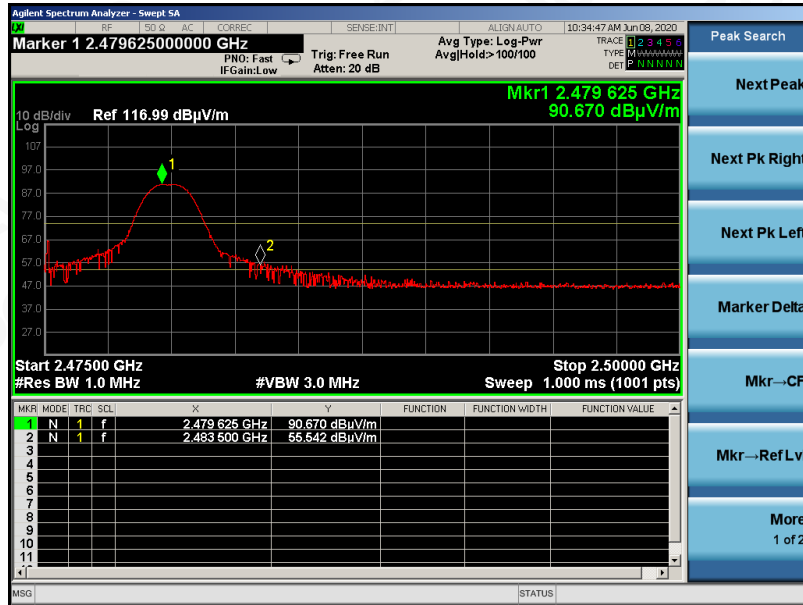 Agilent Spectrum Analyzer - Swept SA
LXI RF 50 Ω AC CORREC SENSE:INT ALIGN AUTO 10:34:47 AM Jun 08, 2020
Marker 1 2.479625000000 GHz
PNO: Fast
IFGain:Low
Trig: Free Run
Atten: 20 dB
Avg Type: Log-Pwr
Avg|Hold:>100/100
TRACE 1 2 3 4 5 6
TYPE M
DET P N N N N N
Mkr1 2.479 625 GHz
90.670 dBµV/m
10 dB/div Ref 116.99 dBµV/m
Log
107
97.0
87.0
77.0
67.0
57.0
47.0
37.0
27.0
1
2
Start 2.47500 GHz Stop 2.50000 GHz
#Res BW 1.0 MHz #VBW 3.0 MHz Sweep 1.000 ms (1001 pts)
MKR MODE TRC SCL X Y FUNCTION FUNCTION WIDTH FUNCTION VALUE
1 N 1 f 2.479 625 GHz 90.670 dBµV/m
2 N 1 f 2.483 500 GHz 55.542 dBµV/m
3
4
5
6
7
8
9
10
11
MSG STATUS
Peak Search
Next Peak
Next Pk Right
Next Pk Left
Marker Delta
Mkr→CF
Mkr→Ref Lv
More
1 of 2